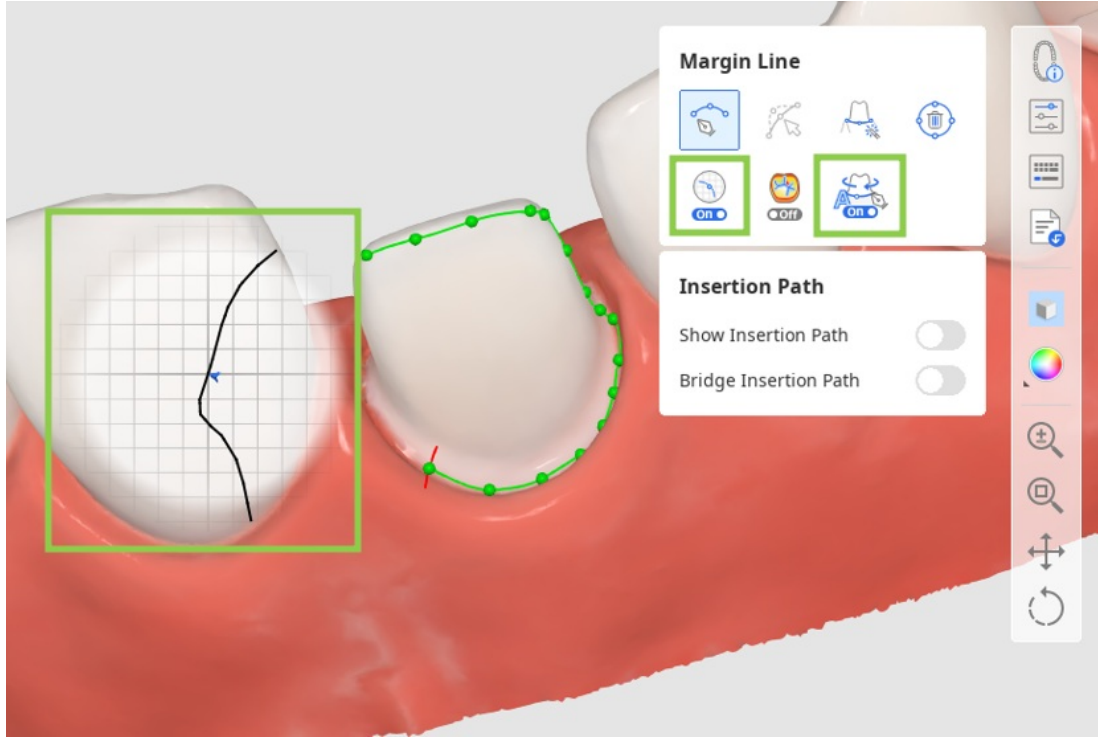 Margin Line
On
Off
A
On
Insertion Path
Show Insertion Path
Bridge Insertion Path